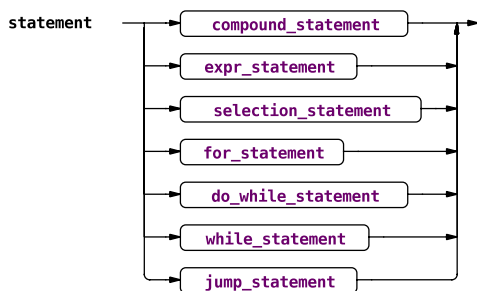 statement compound_statement
expr_statement
selection_statement
for_statement
do_while_statement
while_statement
jump_statement